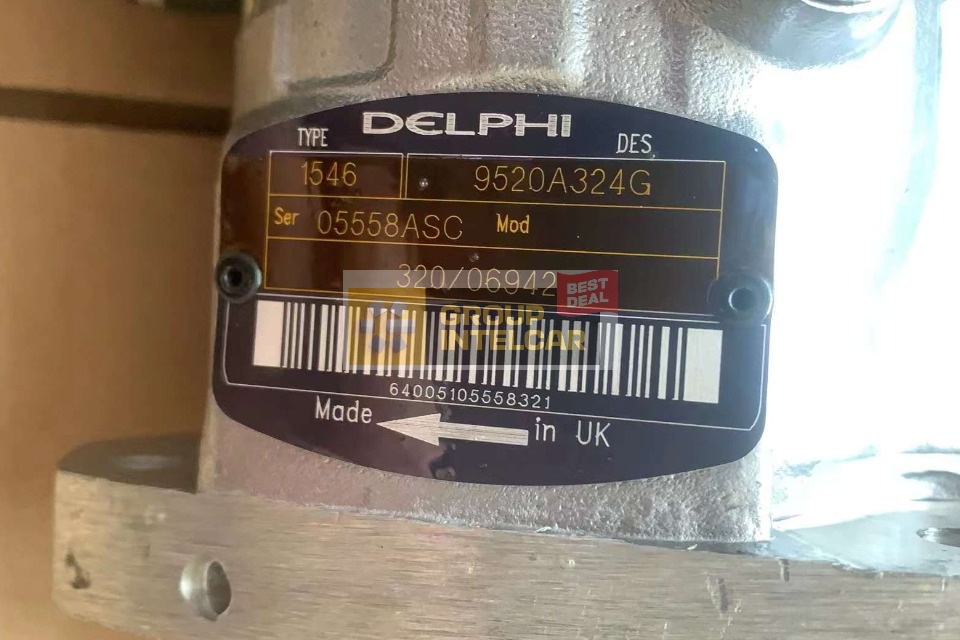 DELPHI
TYPE DES.
1546 9520A324G
Ser 05558ASC Mod
320/06942
BEST DEAL
GROUP
INTELCAR
64005105558321
Made in UK